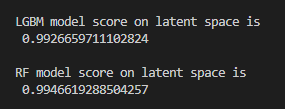 LGBM model score on latent space is
0.9926659711102824
RF model score on latent space is
0.9946619288504257